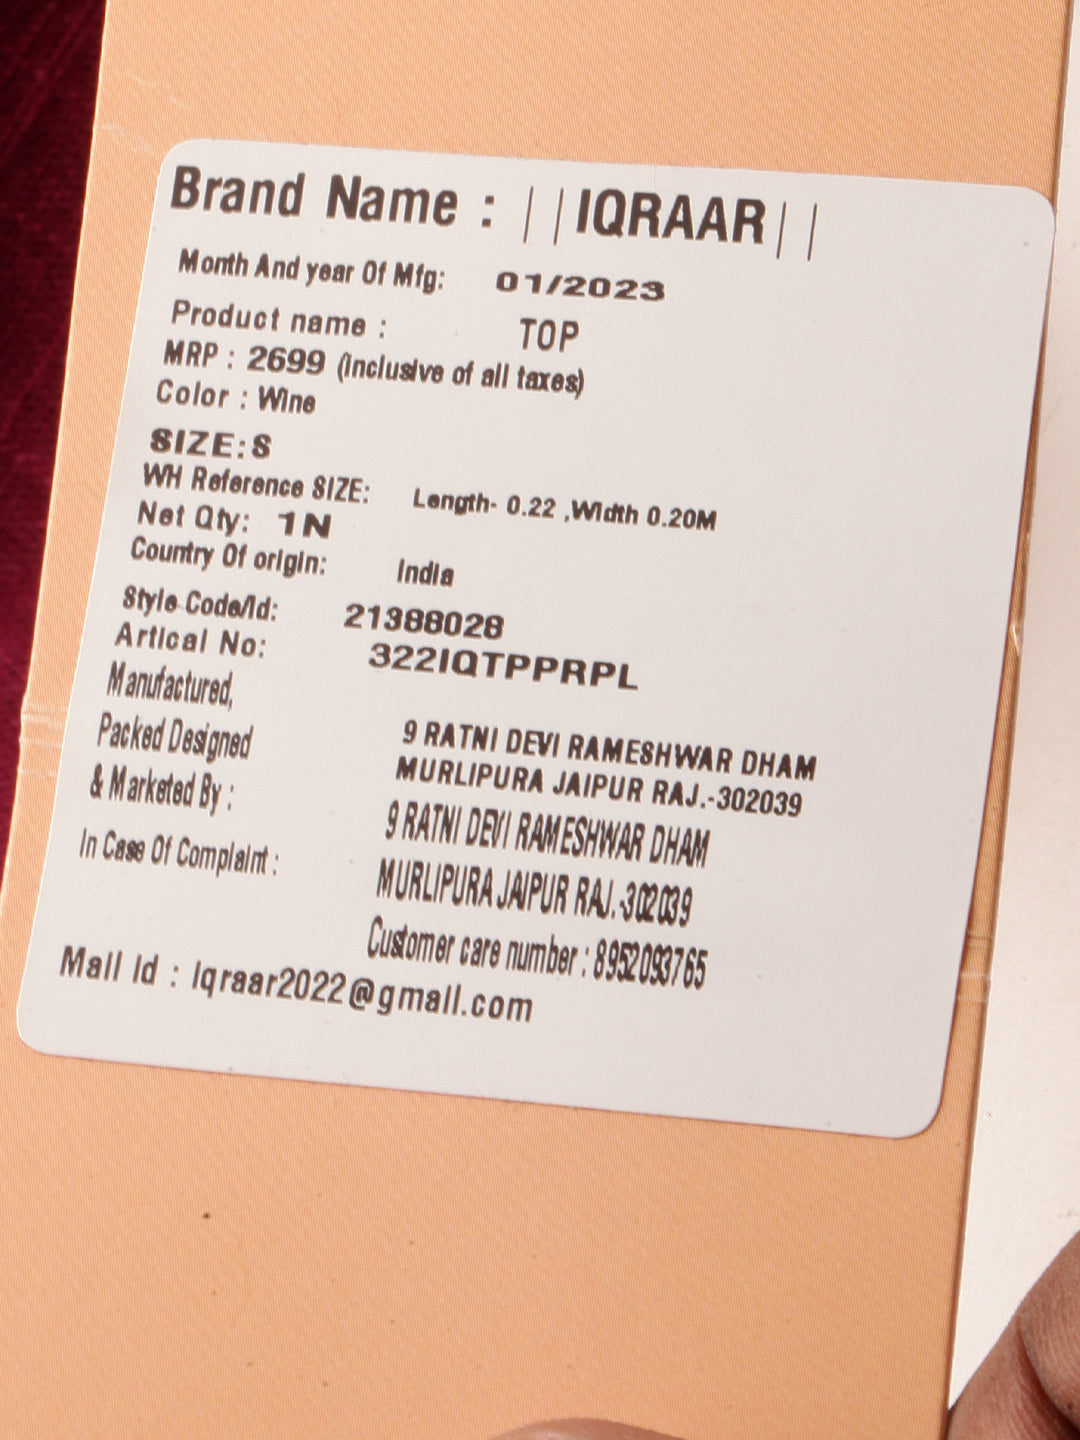 Brand Name : ||IQRAAR||
Month And year Of Mfg: 01/2023
Product name : TOP
MRP : 2699 (inclusive of all taxes)
Color : Wine
SIZE:S
WH Reference SIZE: Length- 0.22 ,Width 0.20M
Net Qty: 1N
Country Of origin: India
Style Code/Id: 21388028
Artical No: 322IQTPPRPL
Manufactured,
Packed Designed
& Marketed By :
9 RATNI DEVI RAMESHWAR DHAM
MURLIPURA JAIPUR RAJ.-302039
In Case Of Complaint :
9 RATNI DEVI RAMESHWAR DHAM
MURLIPURA JAIPUR RAJ.-302039
Customer care number : 8952093765
Mail Id : Iqraar2022@gmail.com